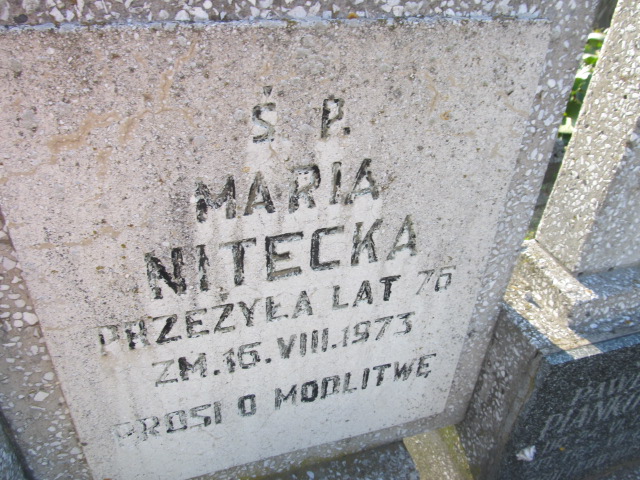 Ś P.
MARIA
NITECKA
PRZEŻYŁA LAT 76
ZM. 16. VIII. 1973
PROSI O MODLITWĘ